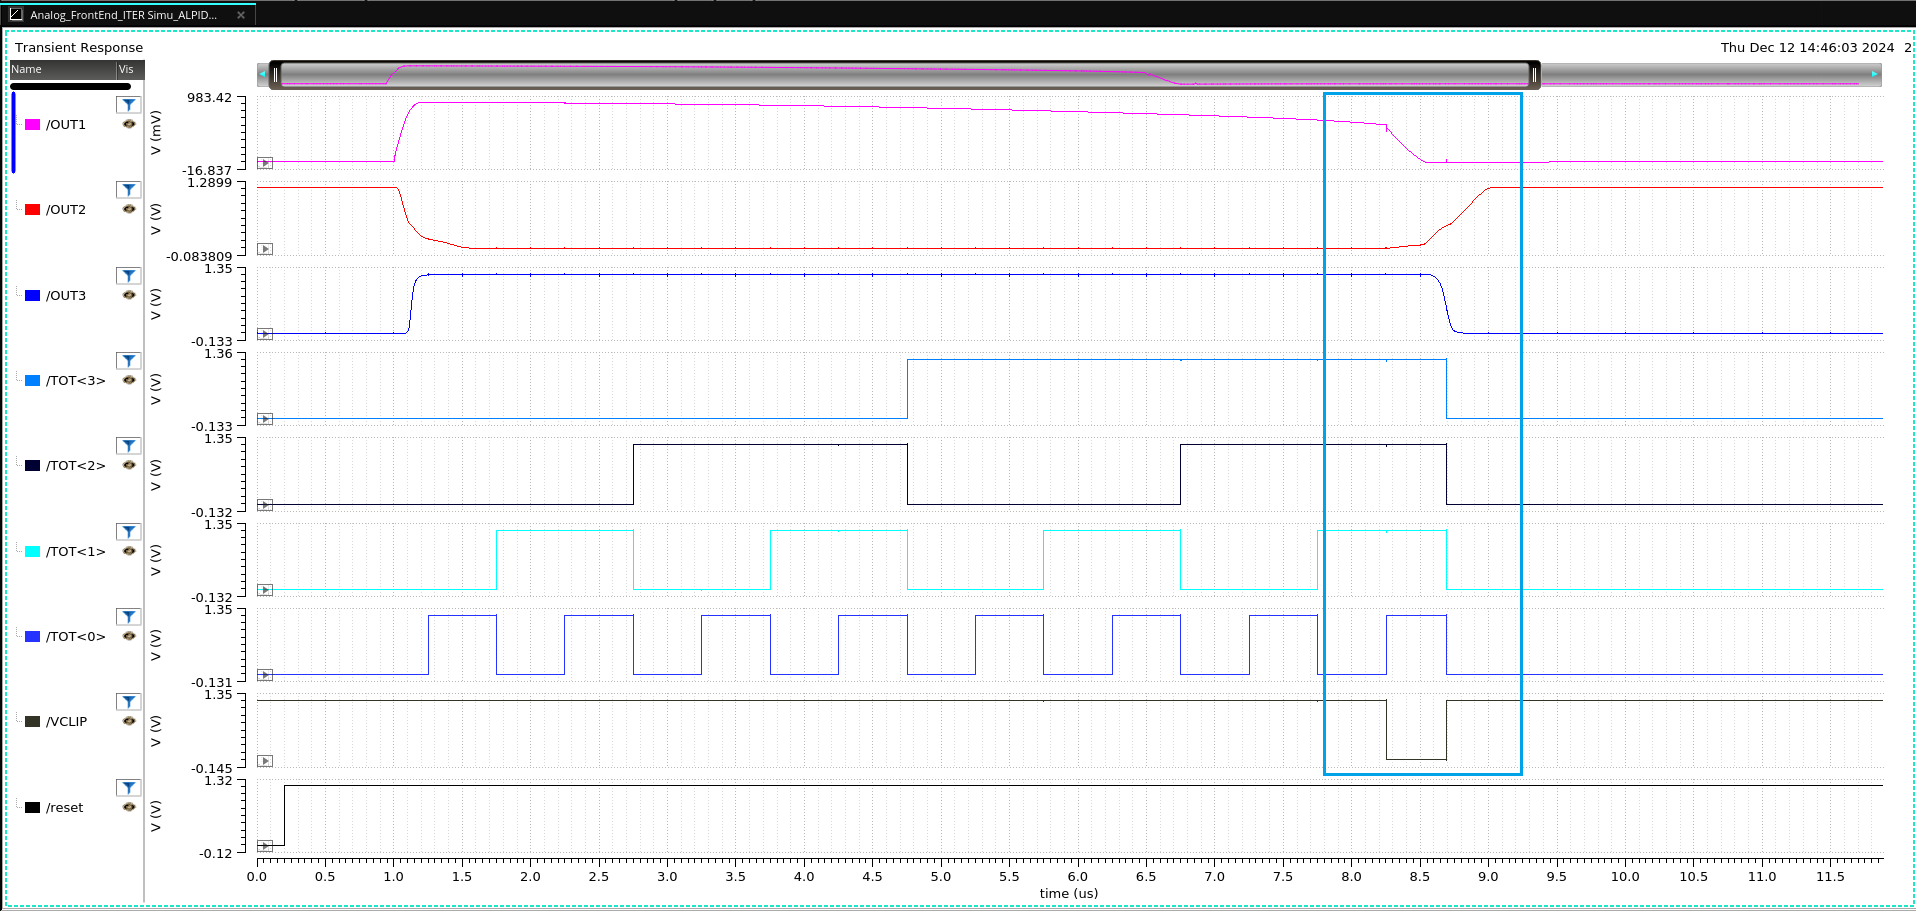 Analog_FrontEnd_ITER Simu_ALPID...
Transient Response
Thu Dec 12 14:46:03 2024 2
Name Vis
/OUT1
V (mV)
983.42
-16.837
/OUT2
V (V)
1.2899
-0.083809
/OUT3
V (V)
1.35
-0.133
/TOT<3>
V (V)
1.36
-0.133
/TOT<2>
V (V)
1.35
-0.132
/TOT<1>
V (V)
1.35
-0.132
/TOT<0>
V (V)
1.35
-0.131
/VCLIP
V (V)
1.35
-0.145
/reset
V (V)
1.32
-0.12
0.0 0.5 1.0 1.5 2.0 2.5 3.0 3.5 4.0 4.5 5.0 5.5 6.0 6.5 7.0 7.5 8.0 8.5 9.0 9.5 10.0 10.5 11.0 11.5
time (us)